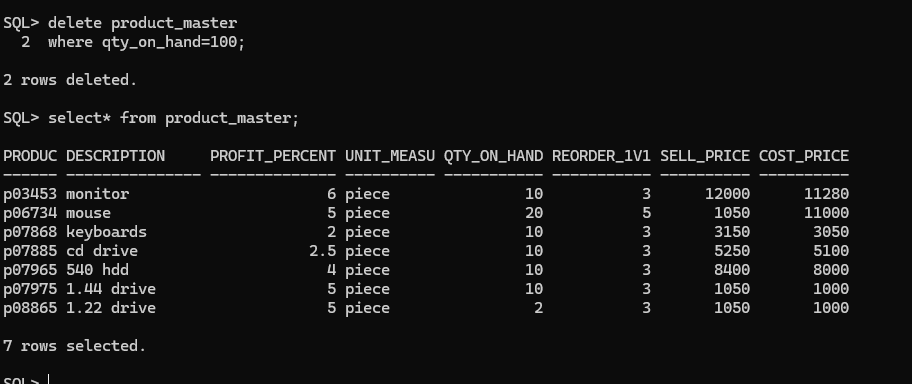 SQL> delete product_master
  2  where qty_on_hand=100;
2 rows deleted.
SQL> select* from product_master;
PRODUC DESCRIPTION     PROFIT_PERCENT UNIT_MEASU QTY_ON_HAND REORDER_1V1 SELL_PRICE COST_PRICE
------ --------------- -------------- ---------- ----------- ----------- ---------- ----------
p03453 monitor                      6 piece               10           3      12000      11280
p06734 mouse                        5 piece               20           5       1050      11000
p07868 keyboards                    2 piece               10           3       3150       3050
p07885 cd drive                   2.5 piece               10           3       5250       5100
p07965 540 hdd                      4 piece               10           3       8400       8000
p07975 1.44 drive                   5 piece               10           3       1050       1000
p08865 1.22 drive                   5 piece                2           3       1050       1000
7 rows selected.
SQL>